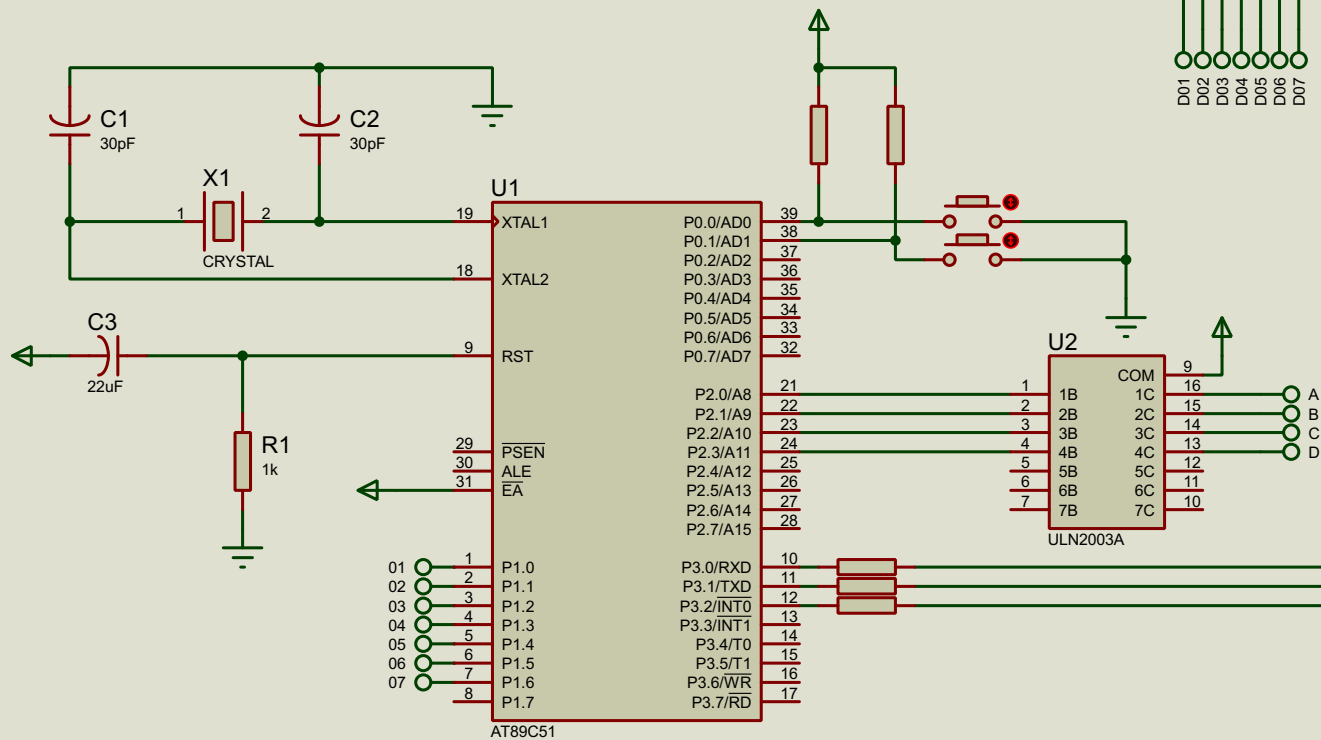 D01
D02
D03
D04
D05
D06
D07
C1
30pF
C2
30pF
X1
1
2
CRYSTAL
C3
22uF
R1
1k
U1
19 XTAL1
18 XTAL2
9 RST
29 PSEN
30 ALE
31 EA
01 1 P1.0
02 2 P1.1
03 3 P1.2
04 4 P1.3
05 5 P1.4
06 6 P1.5
07 7 P1.6
8 P1.7
P0.0/AD0 39
P0.1/AD1 38
P0.2/AD2 37
P0.3/AD3 36
P0.4/AD4 35
P0.5/AD5 34
P0.6/AD6 33
P0.7/AD7 32
P2.0/A8 21
P2.1/A9 22
P2.2/A10 23
P2.3/A11 24
P2.4/A12 25
P2.5/A13 26
P2.6/A14 27
P2.7/A15 28
P3.0/RXD 10
P3.1/TXD 11
P3.2/INT0 12
P3.3/INT1 13
P3.4/T0 14
P3.5/T1 15
P3.6/WR 16
P3.7/RD 17
AT89C51
U2
COM 9
1 1B 1C 16 A
2 2B 2C 15 B
3 3B 3C 14 C
4 4B 4C 13 D
5 5B 5C 12
6 6B 6C 11
7 7B 7C 10
ULN2003A